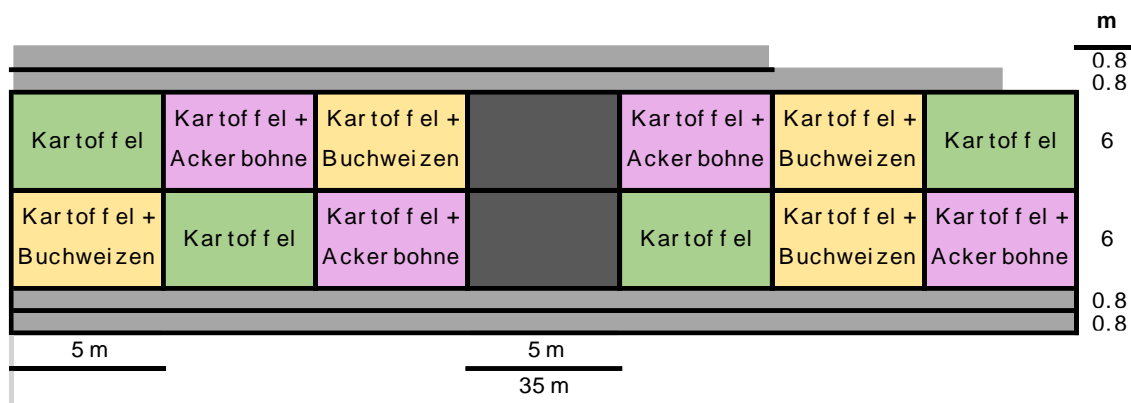 m
0.8
0.8
Kartoffel
Kartoffel +
Ackerbohne
Kartoffel +
Buchweizen
Kartoffel +
Ackerbohne
Kartoffel +
Buchweizen
Kartoffel
6
Kartoffel +
Buchweizen
Kartoffel
Kartoffel +
Ackerbohne
Kartoffel
Kartoffel +
Buchweizen
Kartoffel +
Ackerbohne
6
0.8
0.8
5 m
5 m
35 m